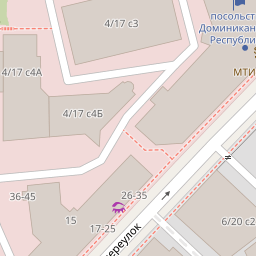 4/17 с3
посольст
Доминикан
Республи
МТИ
4/17 с4А
4/17 с4Б
36-45
26-35
15
17-25
6/20 с2
переулок